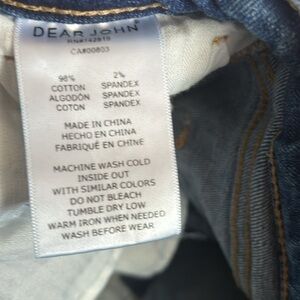 DEAR JOHN
RN#142819
CA#00803
98% 2%
COTTON SPANDEX
ALGODÓN SPANDEX
COTON SPANDEX
MADE IN CHINA
HECHO EN CHINA
FABRIQUÉ EN CHINE
MACHINE WASH COLD
INSIDE OUT
WITH SIMILAR COLORS
DO NOT BLEACH
TUMBLE DRY LOW
WARM IRON WHEN NEEDED
WASH BEFORE WEAR